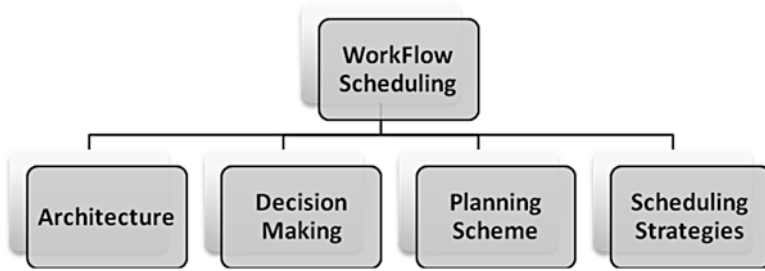 WorkFlow
Scheduling
Architecture
Decision
Making
Planning
Scheme
Scheduling
Strategies